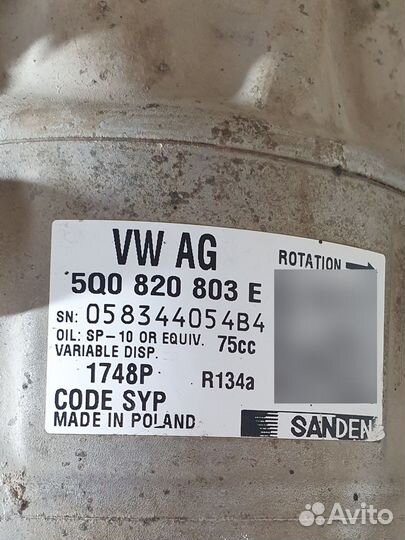 VW AG
ROTATION
5Q0 820 803 E
SN: 058344054B4
OIL: SP-10 OR EQUIV. 75cc
VARIABLE DISP.
1748P R134a
CODE SYP
MADE IN POLAND
SANDEN
Avito